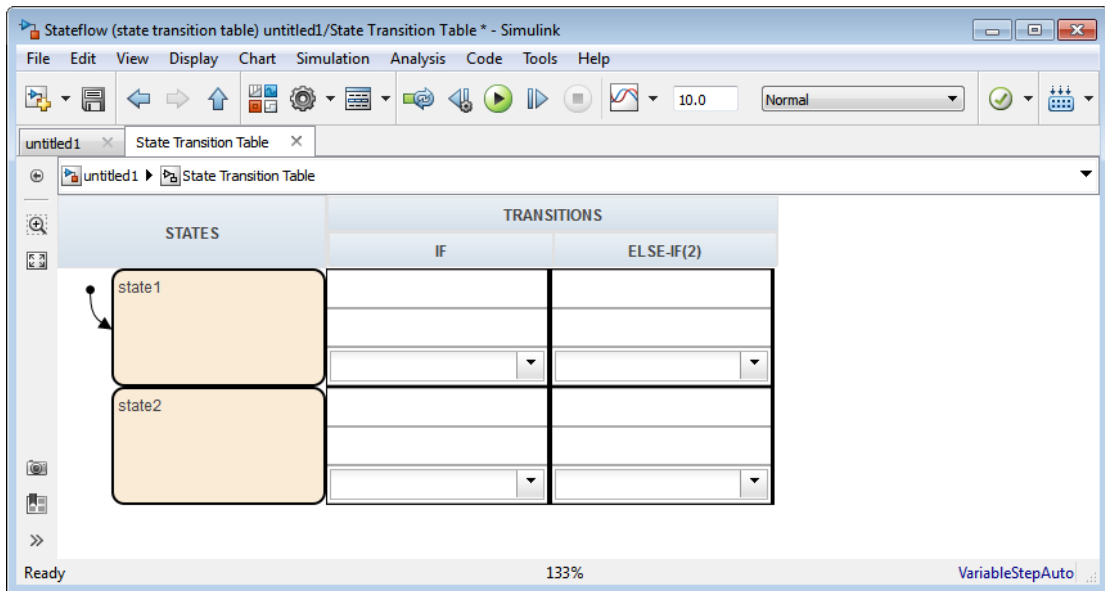 Stateflow (state transition table) untitled1/State Transition Table * - Simulink
File Edit View Display Chart Simulation Analysis Code Tools Help
10.0 Normal
untitled1 State Transition Table
untitled1 State Transition Table
TRANSITIONS
STATES
IF ELSE-IF(2)
state1
state2
Ready 133% VariableStepAuto